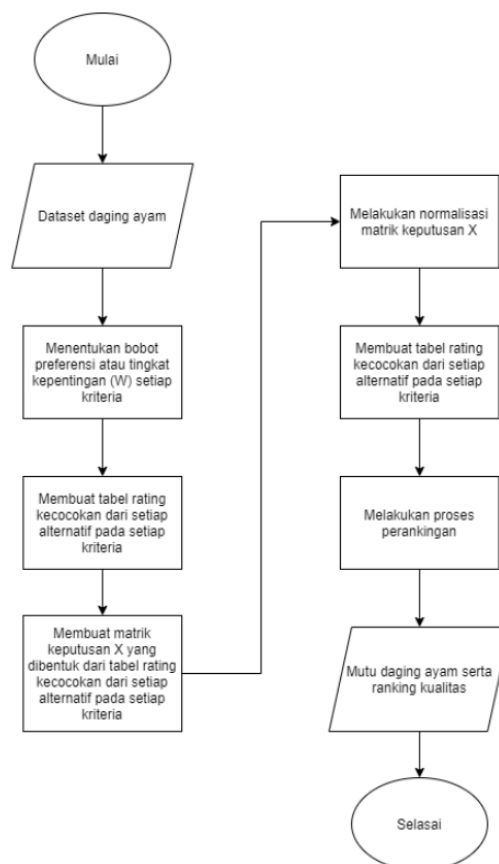 Mulai
Dataset daging ayam
Menentukan bobot
preferensi atau tingkat
kepentingan (W) setiap
kriteria
Membuat tabel rating
kecocokan dari setiap
alternatif pada setiap
kriteria
Membuat matrik
keputusan X yang
dibentuk dari tabel rating
kecocokan dari setiap
alternatif pada setiap
kriteria
Melakukan normalisasi
matrik keputusan X
Membuat tabel rating
kecocokan dari setiap
alternatif pada setiap
kriteria
Melakukan proses
perankingan
Mutu daging ayam serta
ranking kualitas
Selasai